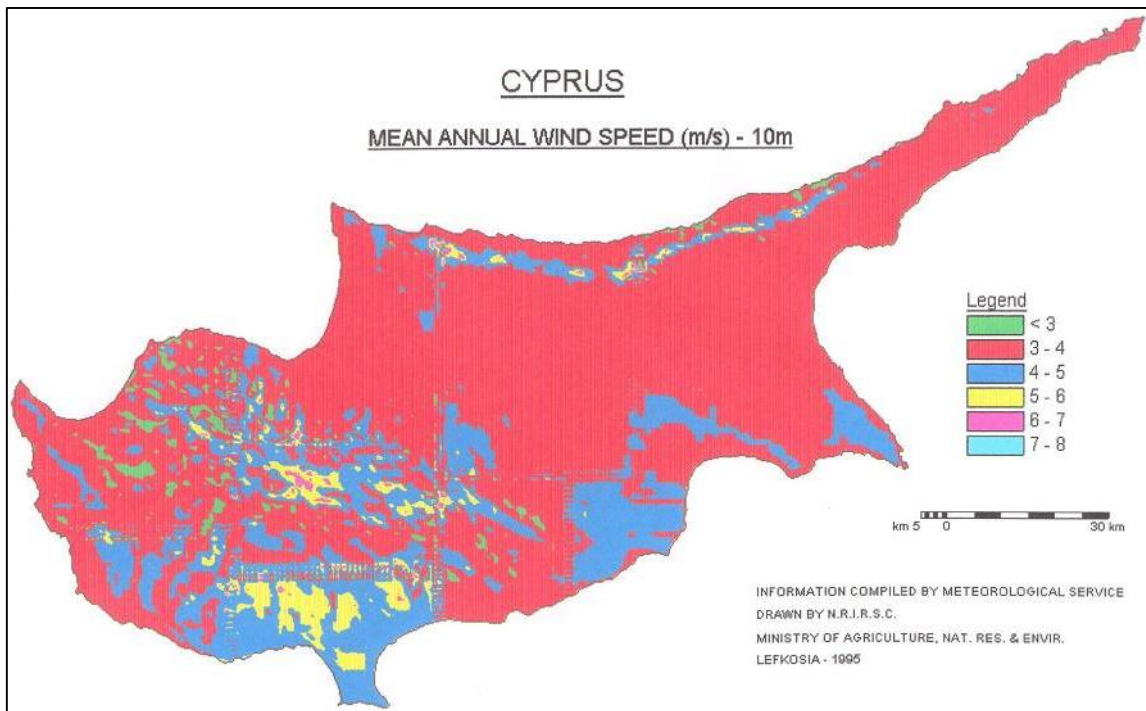 CYPRUS
MEAN ANNUAL WIND SPEED (m/s) - 10m
Legend
< 3
3 - 4
4 - 5
5 - 6
6 - 7
7 - 8
km 5 0 30 km
INFORMATION COMPILED BY METEOROLOGICAL SERVICE
DRAWN BY N.R.I.R.S.C.
MINISTRY OF AGRICULTURE, NAT. RES. & ENVIR.
LEFKOSIA - 1995